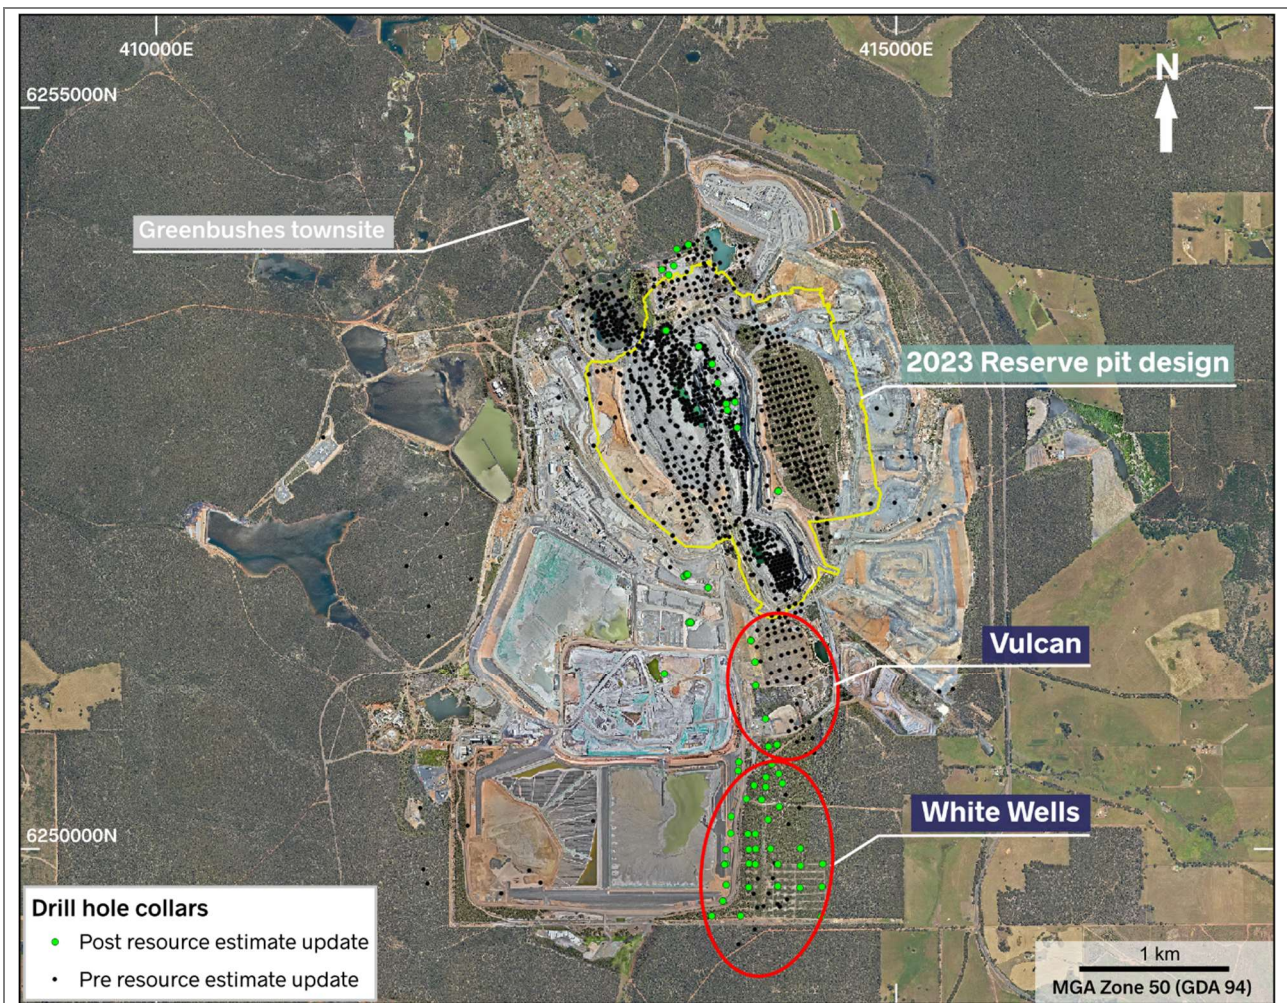 410000E
415000E
N
6255000N
Greenbushes townsite
2023 Reserve pit design
Vulcan
White Wells
6250000N
Drill hole collars
Post resource estimate update
Pre resource estimate update
1 km
MGA Zone 50 (GDA 94)